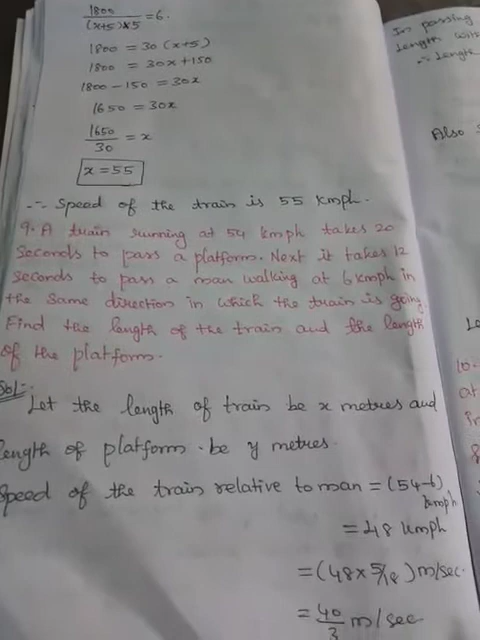 1800
(x+5)×5 =6.
1800 = 30 (x+5)
1800 = 30x+150
1800-150 = 30x
1650 = 30x
1650
30 = x
x=55
∴ Speed of the train is 55 kmph.
9. A train running at 54 kmph takes 20
seconds to pass a platform. Next it takes 12
seconds to pass a man walking at 6 kmph in
the same direction in which the train is going.
Find the length of the train and the length
of the platform.
Sol:-
Let the length of train be x metres and
length of platform be y metres.
Speed of the train relative to man = (54-6)
kmph
= 48 kmph
= (48×5/18) m/sec.
= 40/3 m/sec
In passing
length
∴ length
Also
10.
at